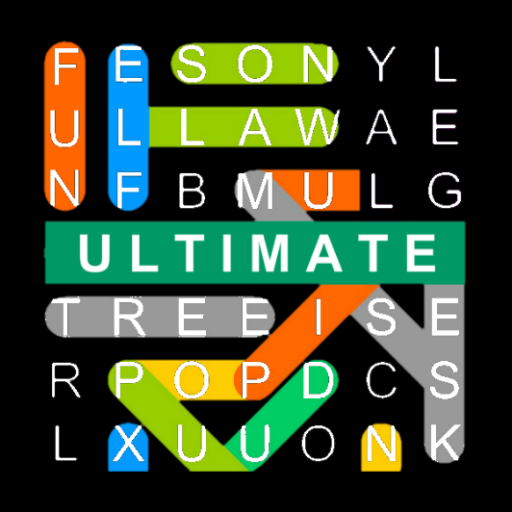 F E S O N Y L
U L L A W A E
N F B M U L G
ULTIMATE
T R E E I S E
R P O P D C S
L X U U O N K